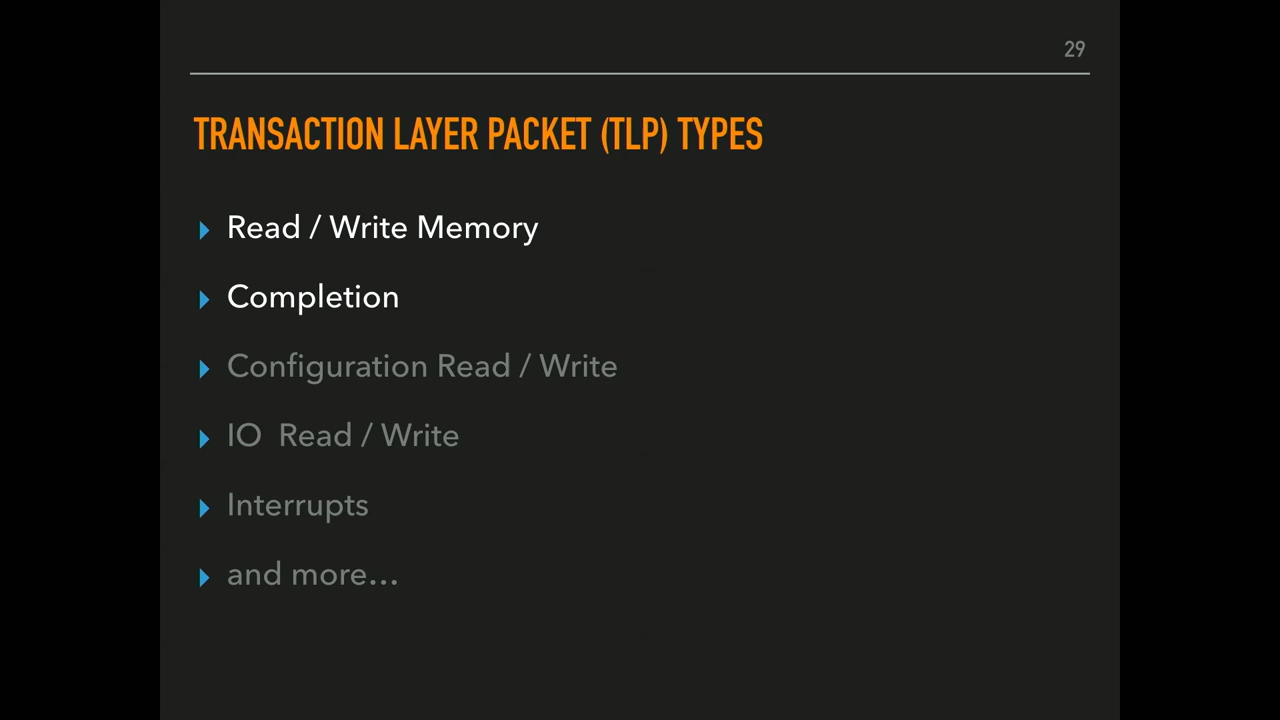 29
TRANSACTION LAYER PACKET (TLP) TYPES
Read / Write Memory
Completion
Configuration Read / Write
IO  Read / Write
Interrupts
and more…